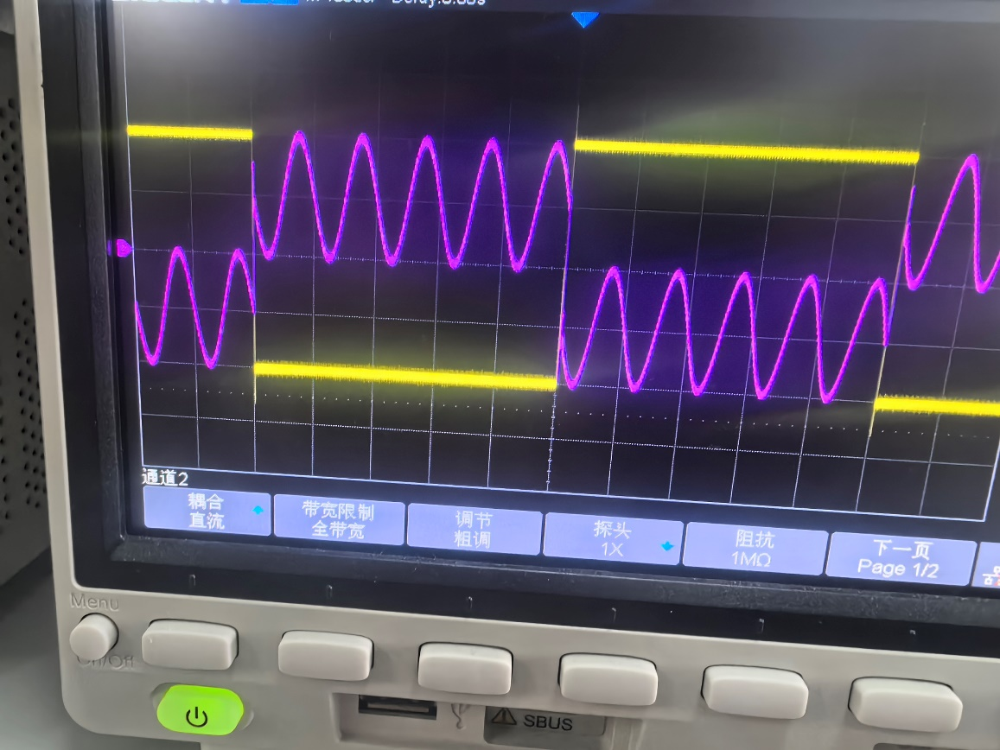 通道2
耦合
直流
带宽限制
全带宽
调节
粗调
探头
1X
阻抗
1MΩ
下一页
Page 1/2
Menu
On/Off
SBUS